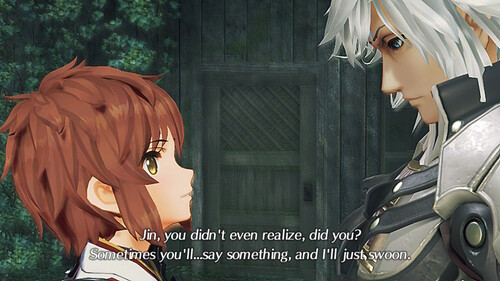 Jin, you didn't even realize, did you?
Sometimes you'll...say something, and I'll just swoon.